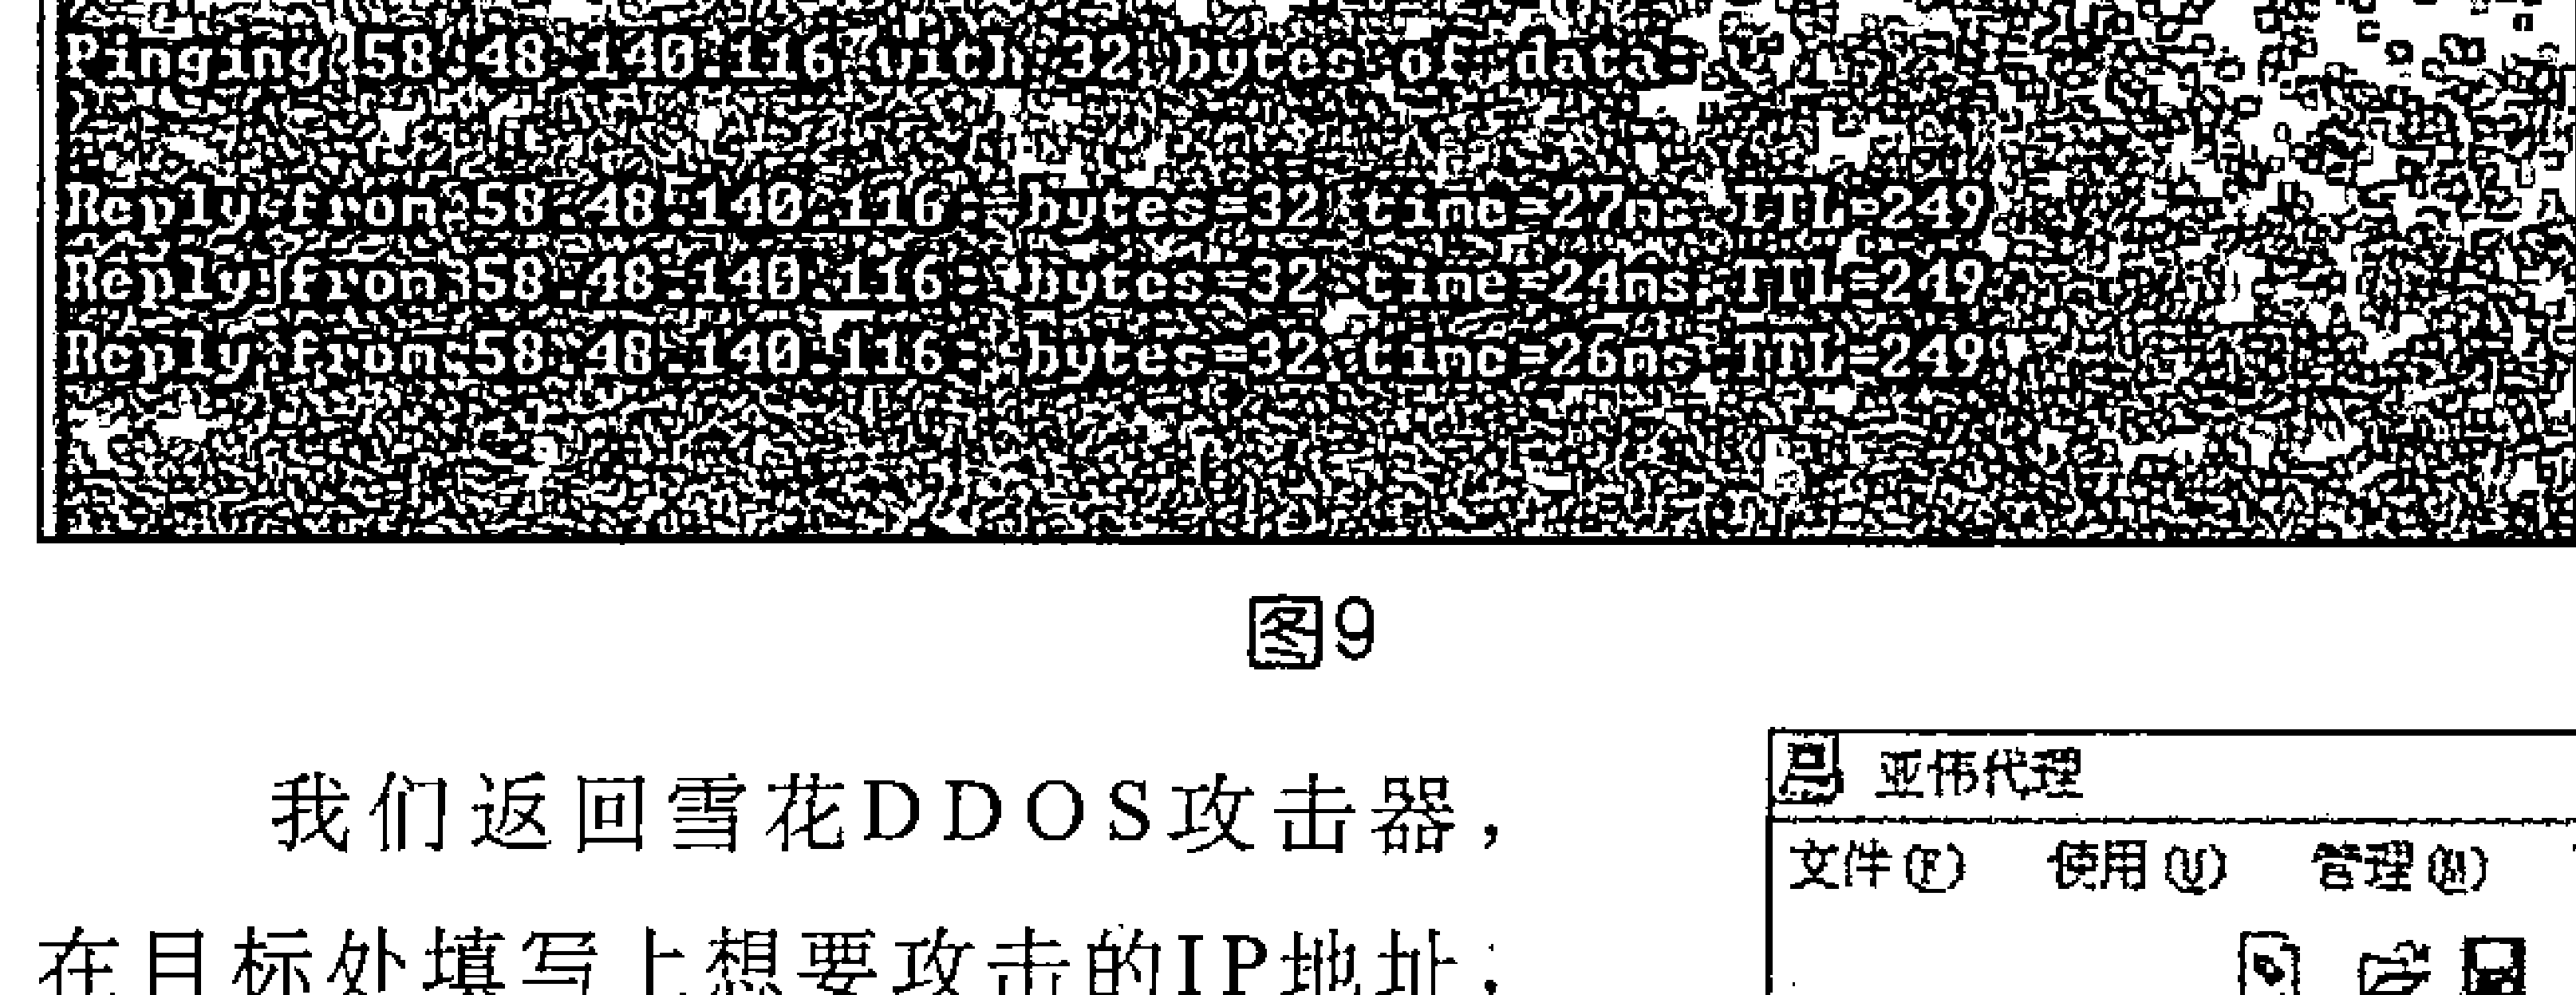 Pinging 58.48.140.116 with 32 bytes of data:
Reply from 58.48.140.116: bytes=32 time=27ms TTL=249
Reply from 58.48.140.116: bytes=32 time=24ms TTL=249
Reply from 58.48.140.116: bytes=32 time=26ms TTL=249
图9
我们返回雪花DDOS攻击器，
在目标处填写上想要攻击的IP地址；
亚伟代理
文件(F) 使用(U) 管理(M)